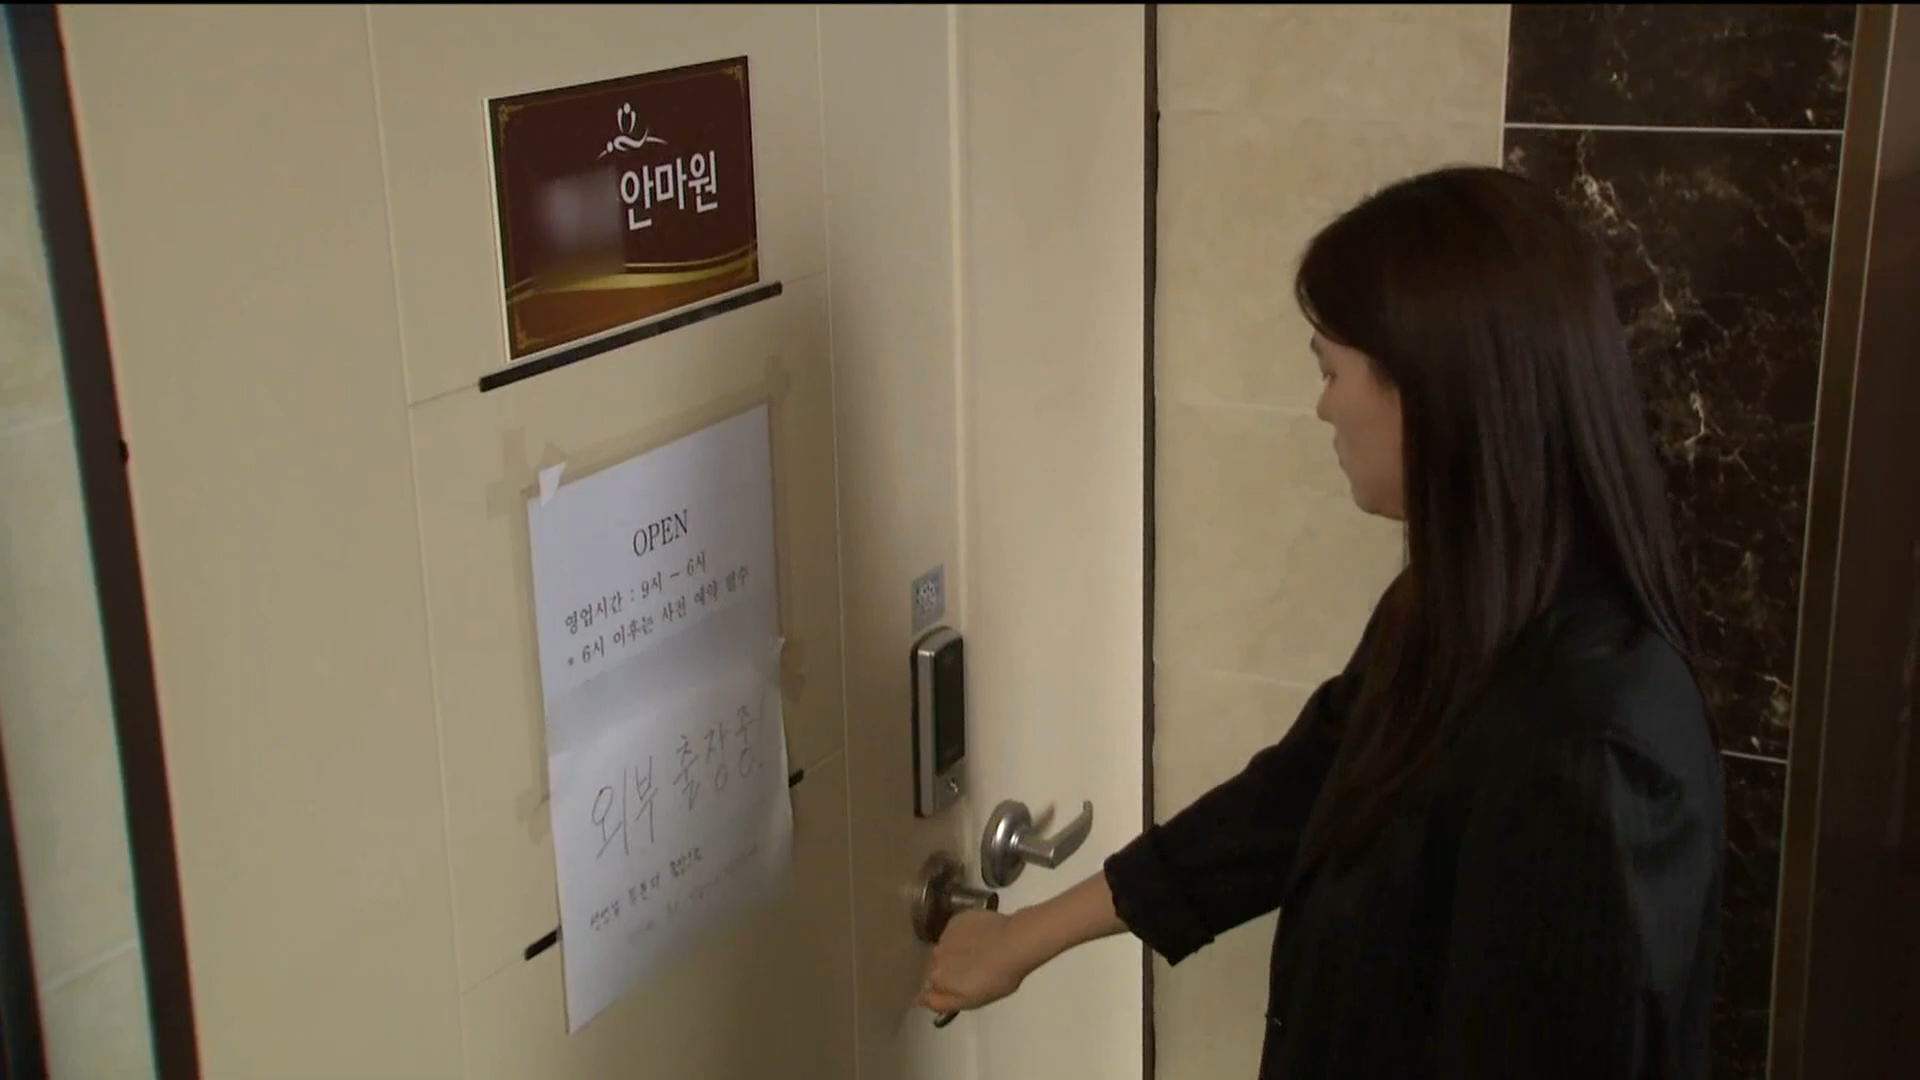 안마원
OPEN
영업시간 : 9시 ~ 6시
* 6시 이후는 사전 예약 필수
외부 출장중.